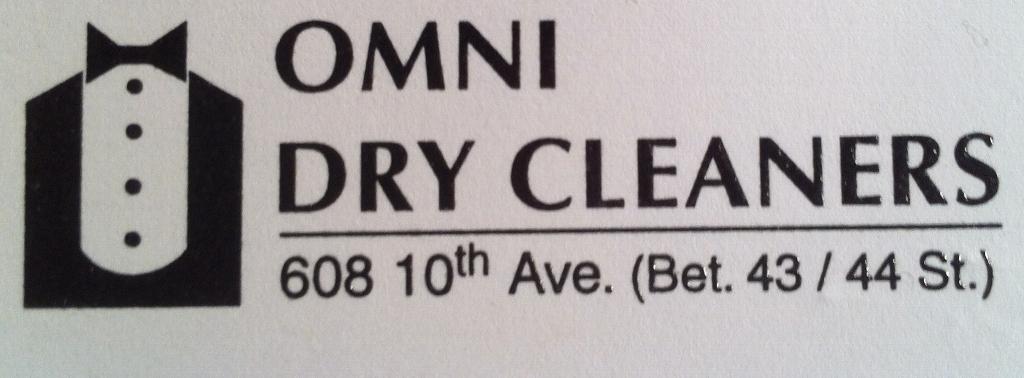 OMNI
DRY CLEANERS
608 10th Ave. (Bet. 43 / 44 St.)